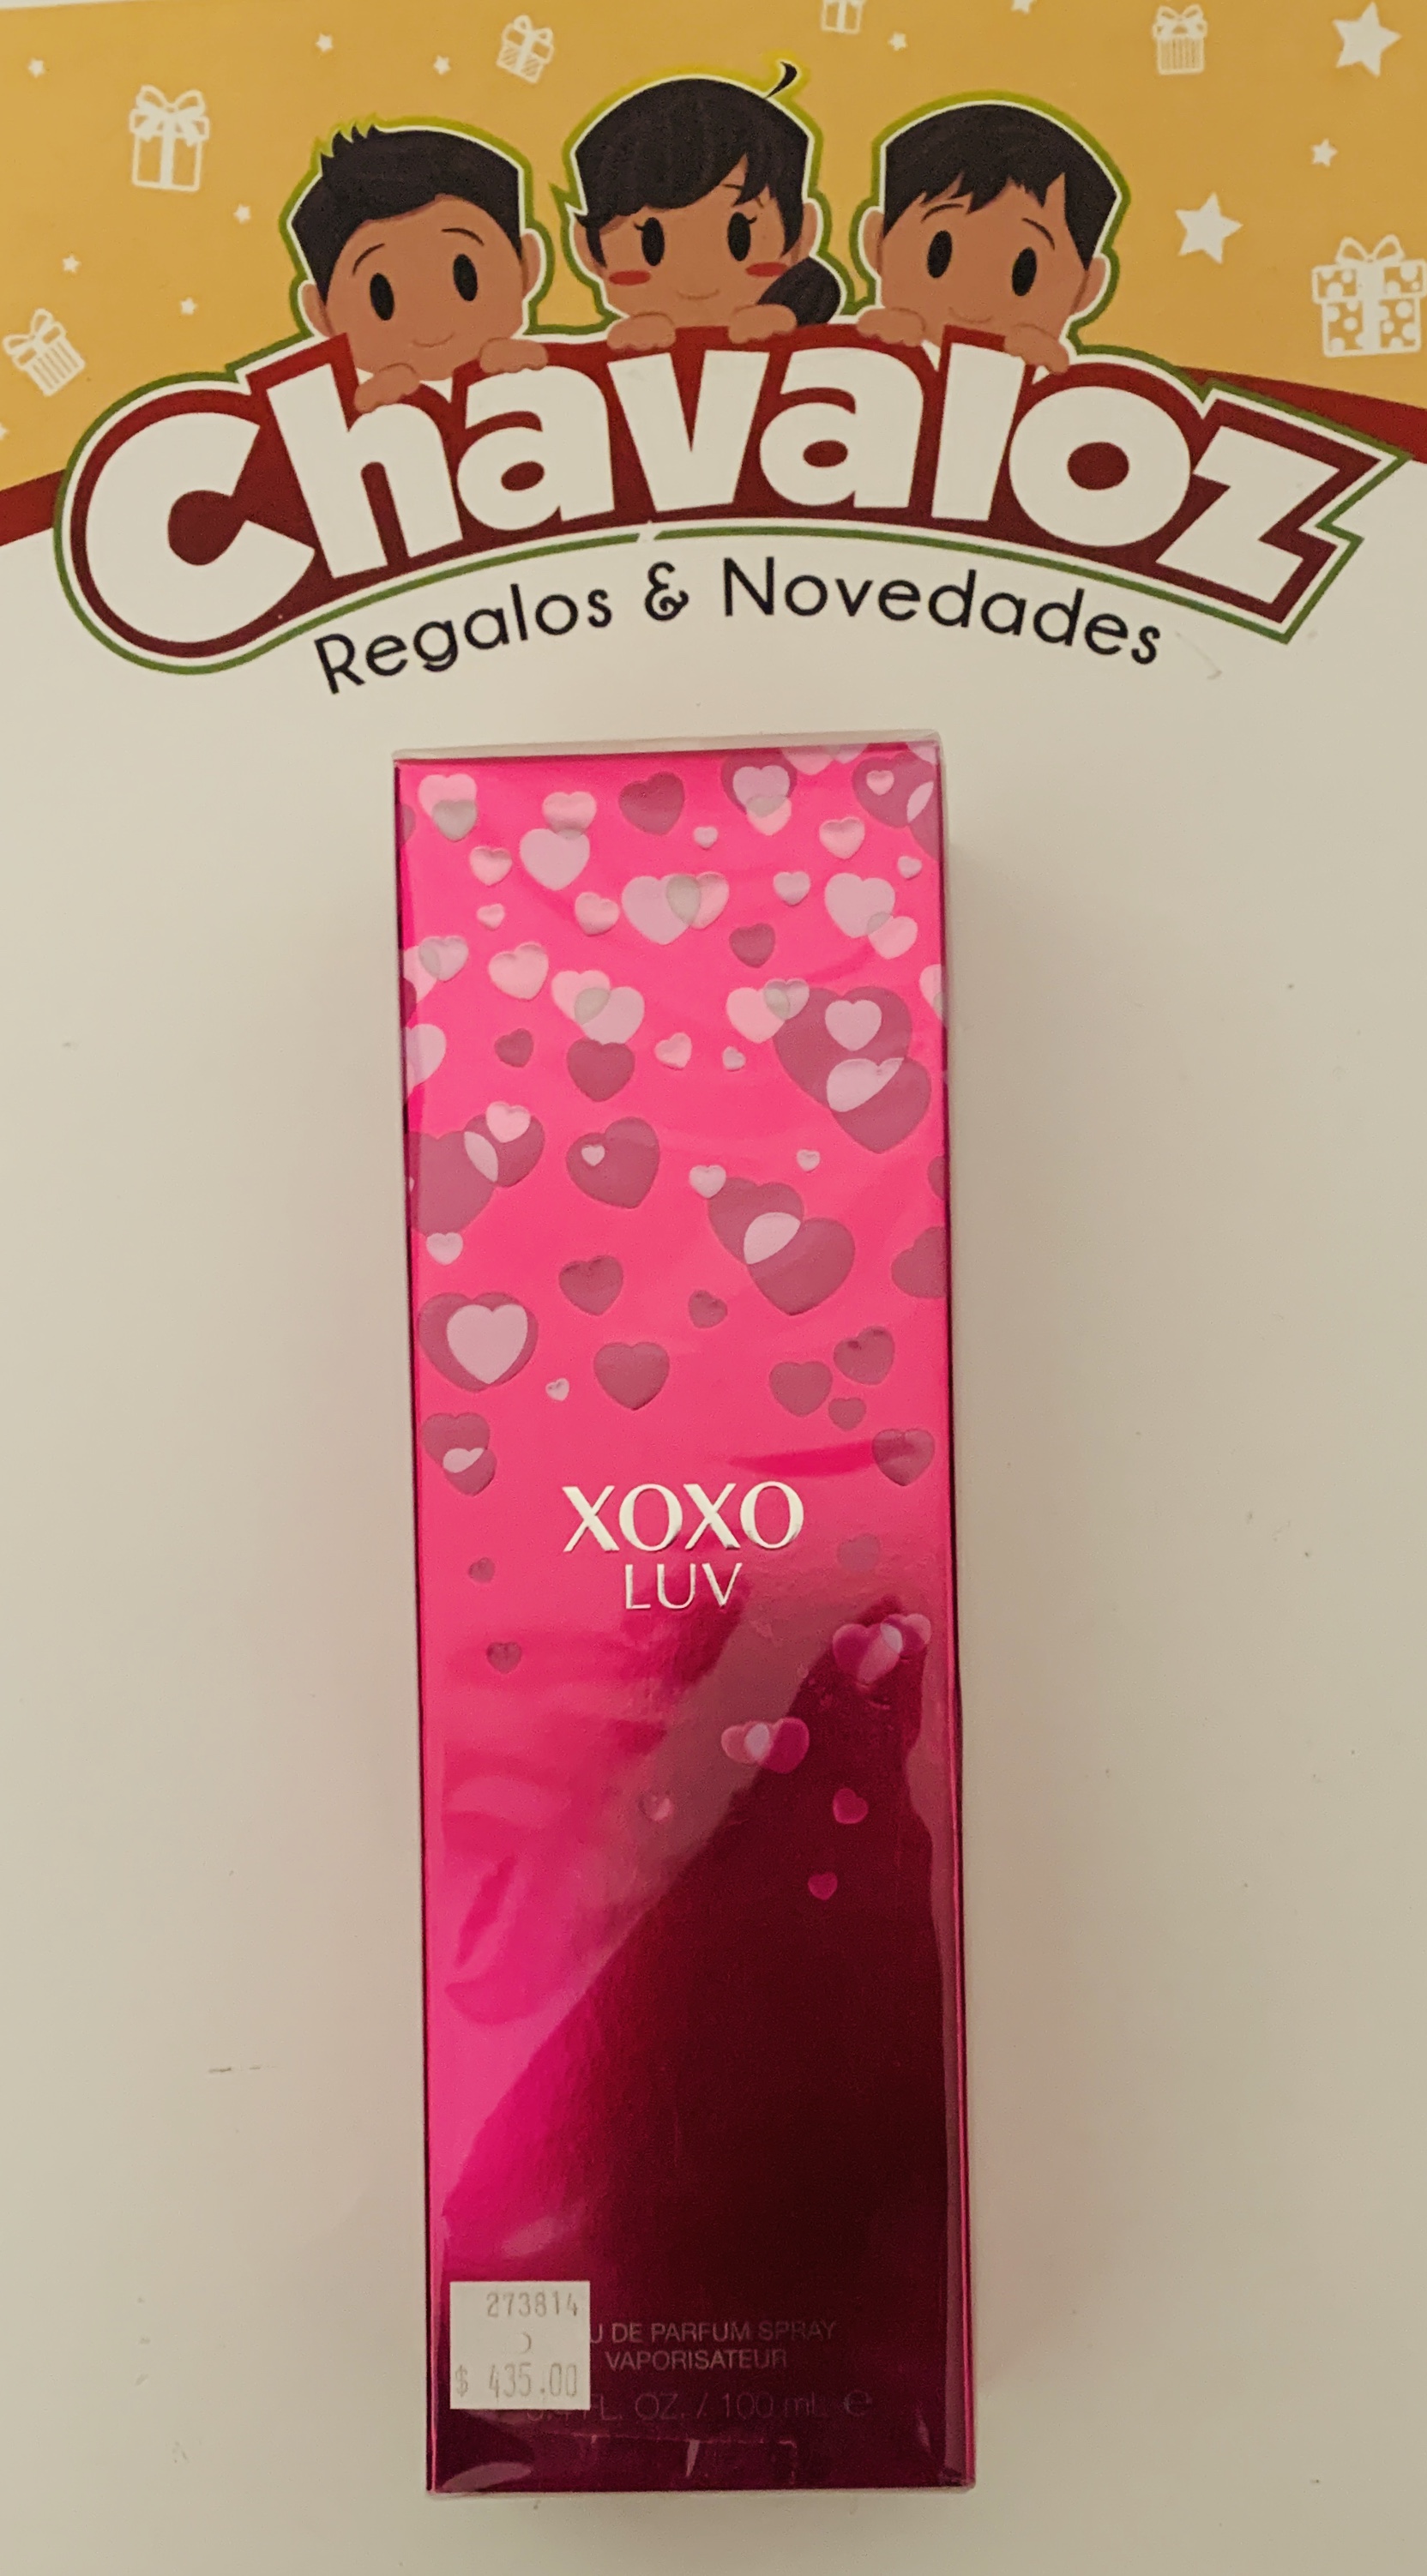 Chavaloz
Regalos & Novedades
XOXO
LUV
273814
$ 435.00
DE PARFUM SPRAY
VAPORISATEUR
FL. OZ. / 100 mL ℮